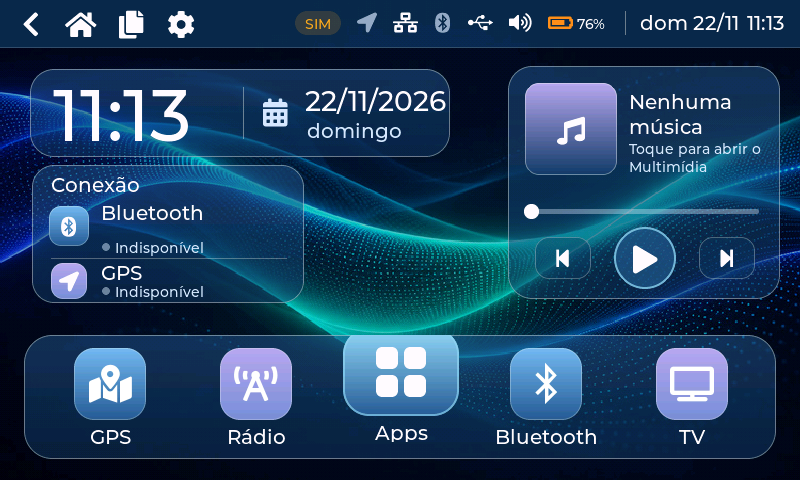 SIM
76%
dom 22/11 11:13
11:13
22/11/2026
domingo
Nenhuma
música
Toque para abrir o
Multimídia
Conexão
Bluetooth
Indisponível
GPS
Indisponível
GPS
Rádio
Apps
Bluetooth
TV